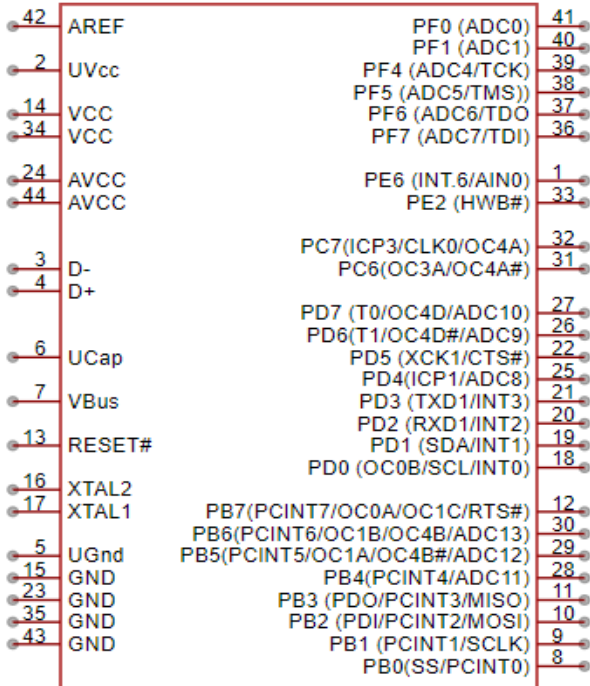 42 AREF PF0 (ADC0) 41
PF1 (ADC1) 40
2 UVcc PF4 (ADC4/TCK) 39
PF5 (ADC5/TMS)) 38
14 VCC PF6 (ADC6/TDO 37
34 VCC PF7 (ADC7/TDI) 36
24 AVCC PE6 (INT.6/AIN0) 1
44 AVCC PE2 (HWB#) 33
PC7(ICP3/CLK0/OC4A) 32
3 D- PC6(OC3A/OC4A#) 31
4 D+
PD7 (T0/OC4D/ADC10) 27
PD6(T1/OC4D#/ADC9) 26
6 UCap PD5 (XCK1/CTS#) 22
PD4(ICP1/ADC8) 25
7 VBus PD3 (TXD1/INT3) 21
PD2 (RXD1/INT2) 20
13 RESET# PD1 (SDA/INT1) 19
PD0 (OC0B/SCL/INT0) 18
16 XTAL2
17 XTAL1 PB7(PCINT7/OC0A/OC1C/RTS#) 12
PB6(PCINT6/OC1B/OC4B/ADC13) 30
5 UGnd PB5(PCINT5/OC1A/OC4B#/ADC12) 29
15 GND PB4(PCINT4/ADC11) 28
23 GND PB3 (PDO/PCINT3/MISO) 11
35 GND PB2 (PDI/PCINT2/MOSI) 10
43 GND PB1 (PCINT1/SCLK) 9
PB0(SS/PCINT0) 8